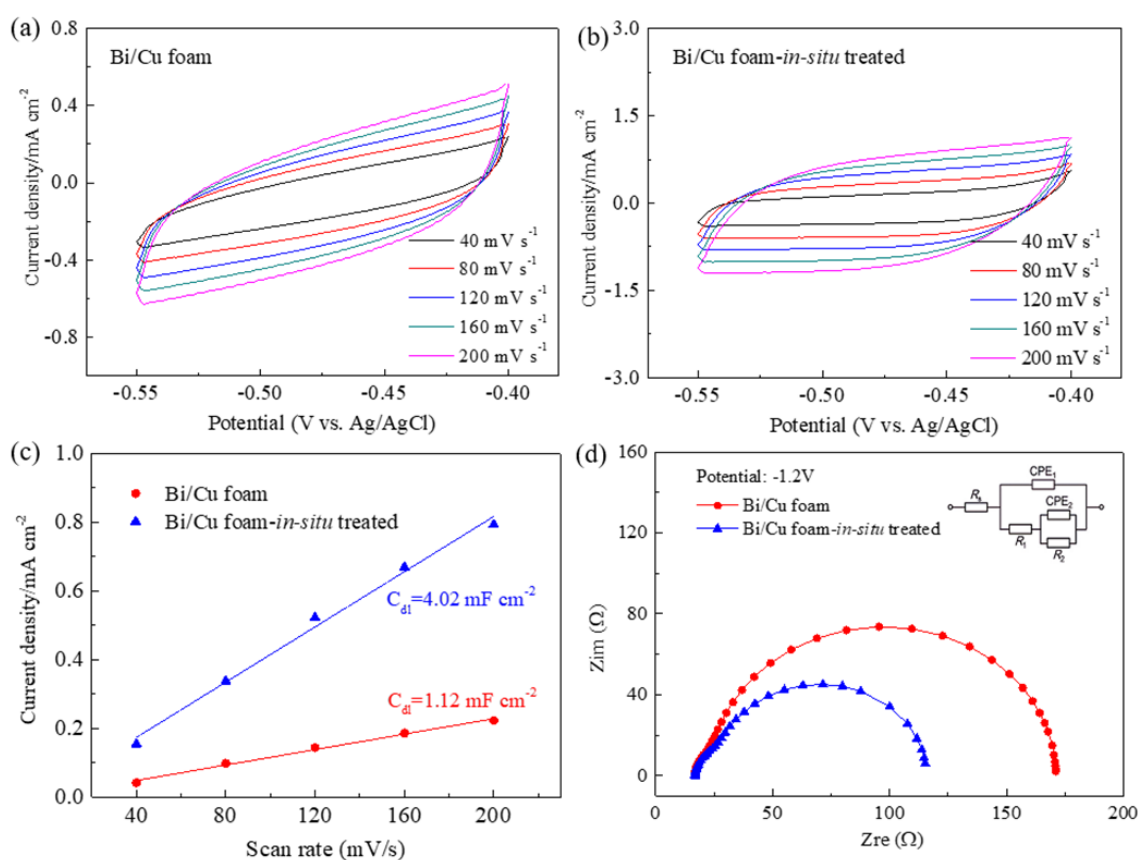 (a)
Bi/Cu foam
0.8
0.4
0.0
-0.4
-0.8
Current density/mA cm⁻²
40 mV s⁻¹
80 mV s⁻¹
120 mV s⁻¹
160 mV s⁻¹
200 mV s⁻¹
-0.55
-0.50
-0.45
-0.40
Potential (V vs. Ag/AgCl)
(b)
Bi/Cu foam-in-situ treated
3.0
1.5
0.0
-1.5
-3.0
Current density/mA cm⁻²
40 mV s⁻¹
80 mV s⁻¹
120 mV s⁻¹
160 mV s⁻¹
200 mV s⁻¹
-0.55
-0.50
-0.45
-0.40
Potential (V vs. Ag/AgCl)
(c)
1.0
0.8
0.6
0.4
0.2
0.0
Current density/mA cm⁻²
Bi/Cu foam
Bi/Cu foam-in-situ treated
C_dl=4.02 mF cm⁻²
C_dl=1.12 mF cm⁻²
40
80
120
160
200
Scan rate (mV/s)
(d)
160
120
80
40
0
Zim (Ω)
Potential: -1.2V
Bi/Cu foam
Bi/Cu foam-in-situ treated
CPE₁
Rₛ
CPE₂
R₁
R₂
0
50
100
150
200
Zre (Ω)